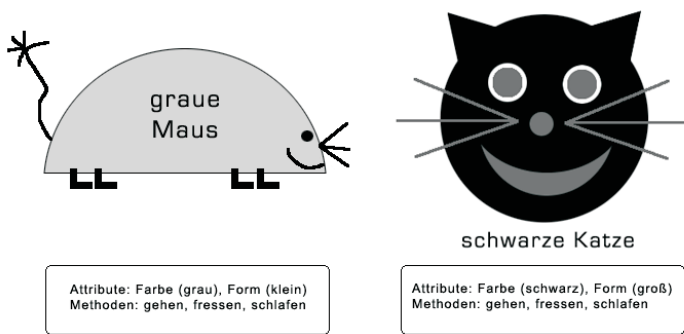 graue
Maus
schwarze Katze
Attribute: Farbe (grau), Form (klein)
Methoden: gehen, fressen, schlafen
Attribute: Farbe (schwarz), Form (groß)
Methoden: gehen, fressen, schlafen